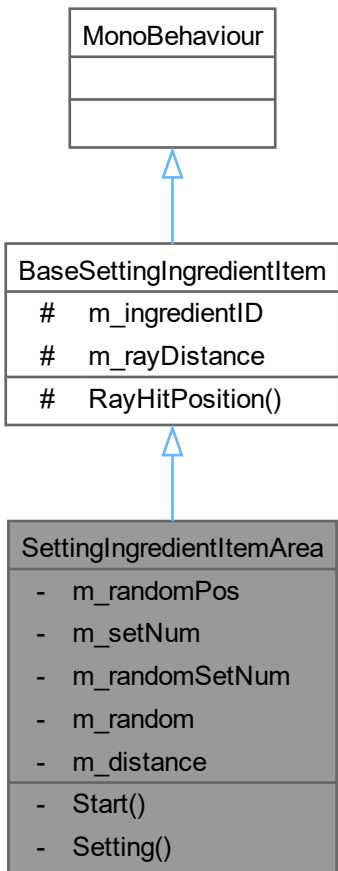 MonoBehaviour
BaseSettingIngredientItem
# m_ingredientID
# m_rayDistance
# RayHitPosition()
SettingIngredientItemArea
- m_randomPos
- m_setNum
- m_randomSetNum
- m_random
- m_distance
- Start()
- Setting()